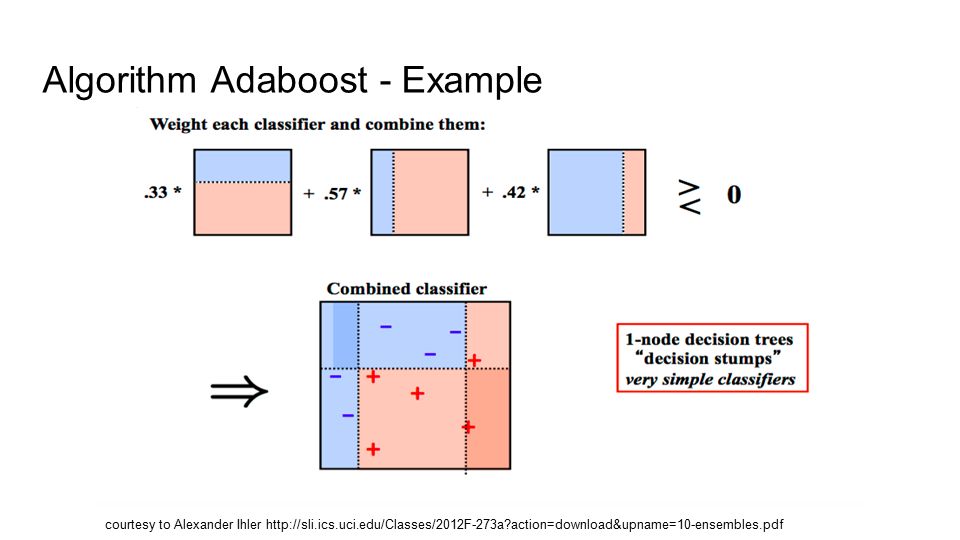 Algorithm Adaboost - Example
Weight each classifier and combine them:
.33 * + .57 * + .42 * ≷ 0
Combined classifier
1-node decision trees
“decision stumps”
very simple classifiers
⇒
− − − + − + + − + +
courtesy to Alexander Ihler http://sli.ics.uci.edu/Classes/2012F-273a?action=download&upname=10-ensembles.pdf